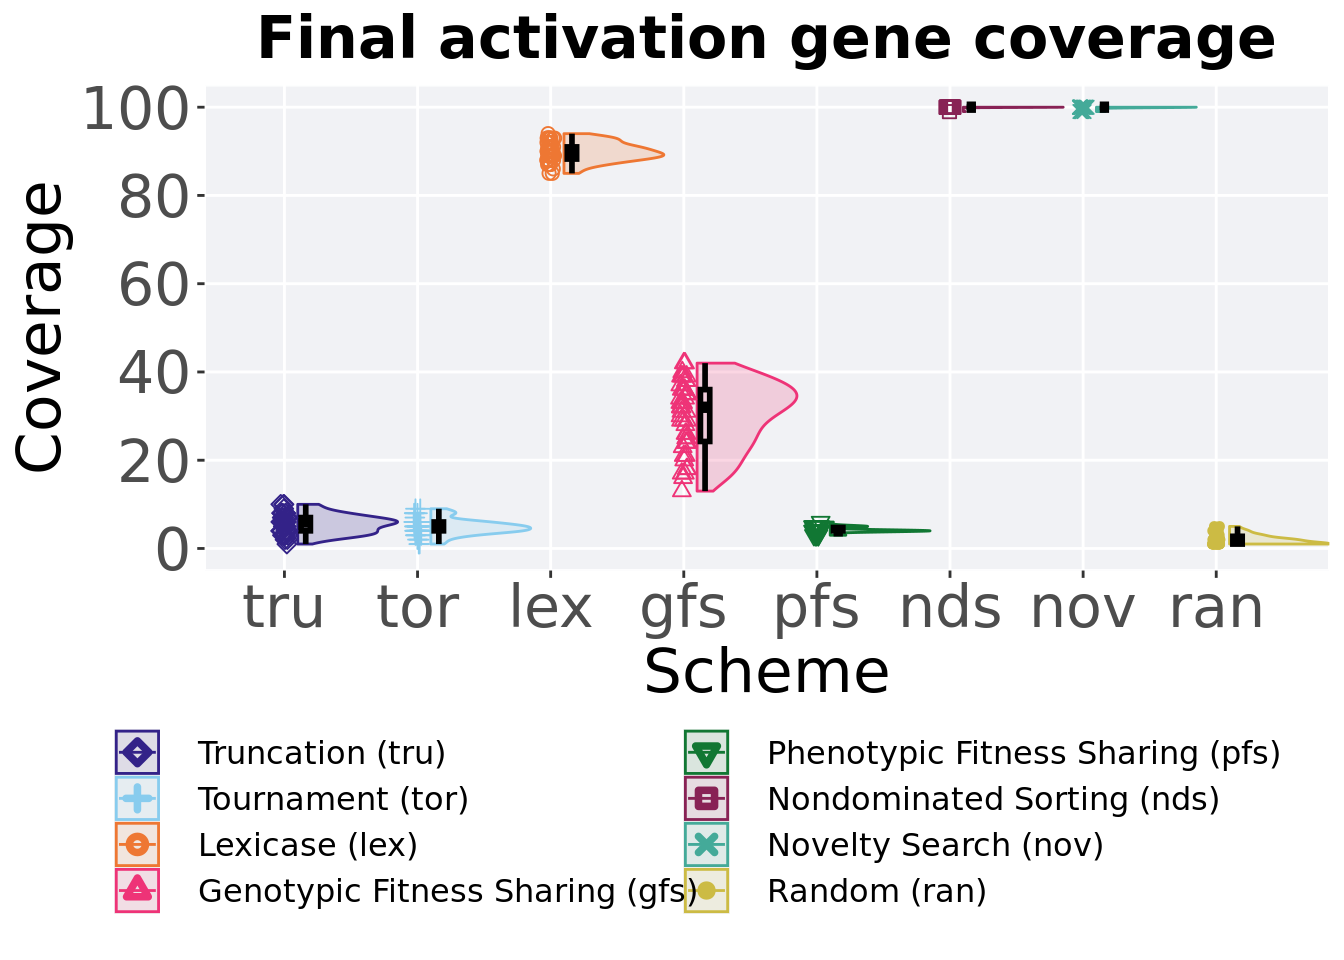 Final activation gene coverage
Coverage
100
80
60
40
20
0
tru tor lex gfs pfs nds nov ran
Scheme
Truncation (tru)
Tournament (tor)
Lexicase (lex)
Genotypic Fitness Sharing (gfs)
Phenotypic Fitness Sharing (pfs)
Nondominated Sorting (nds)
Novelty Search (nov)
Random (ran)